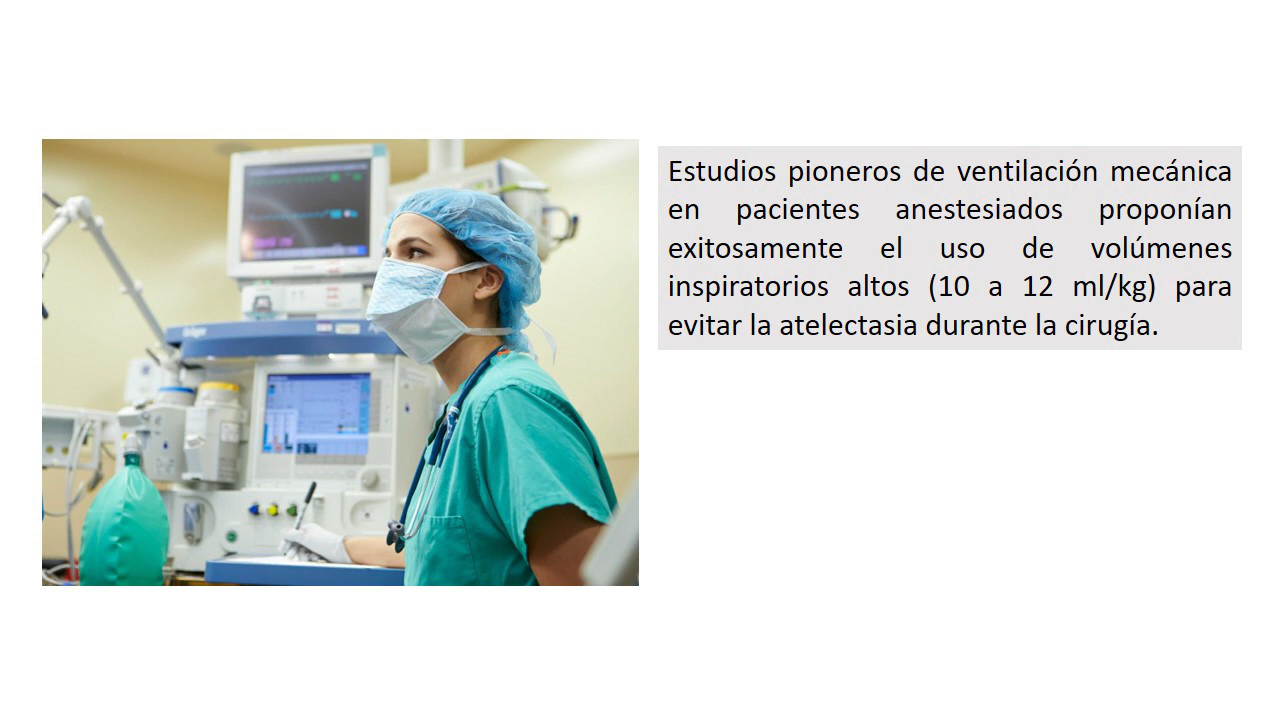 Estudios pioneros de ventilación mecánica
en pacientes anestesiados proponían
exitosamente el uso de volúmenes
inspiratorios altos (10 a 12 ml/kg) para
evitar la atelectasia durante la cirugía.
Dräger